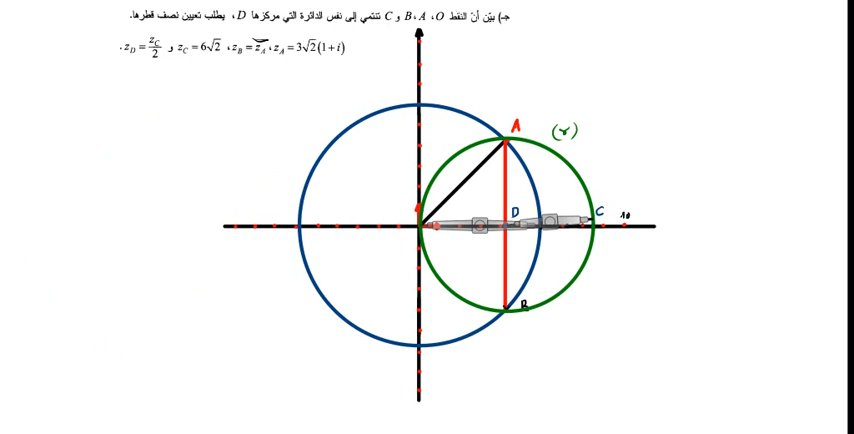 جـ) بيّن أنّ النقط O، A، B و C تنتمي إلى نفس الدائرة التي مركزها D، يطلب تعيين نصف قطرها.
z_A = 3√2(1+i)، z_B = \overline{z_A}، z_C = 6√2 و z_D = \frac{z_C}{2}.
A
(γ)
D
C
10
B